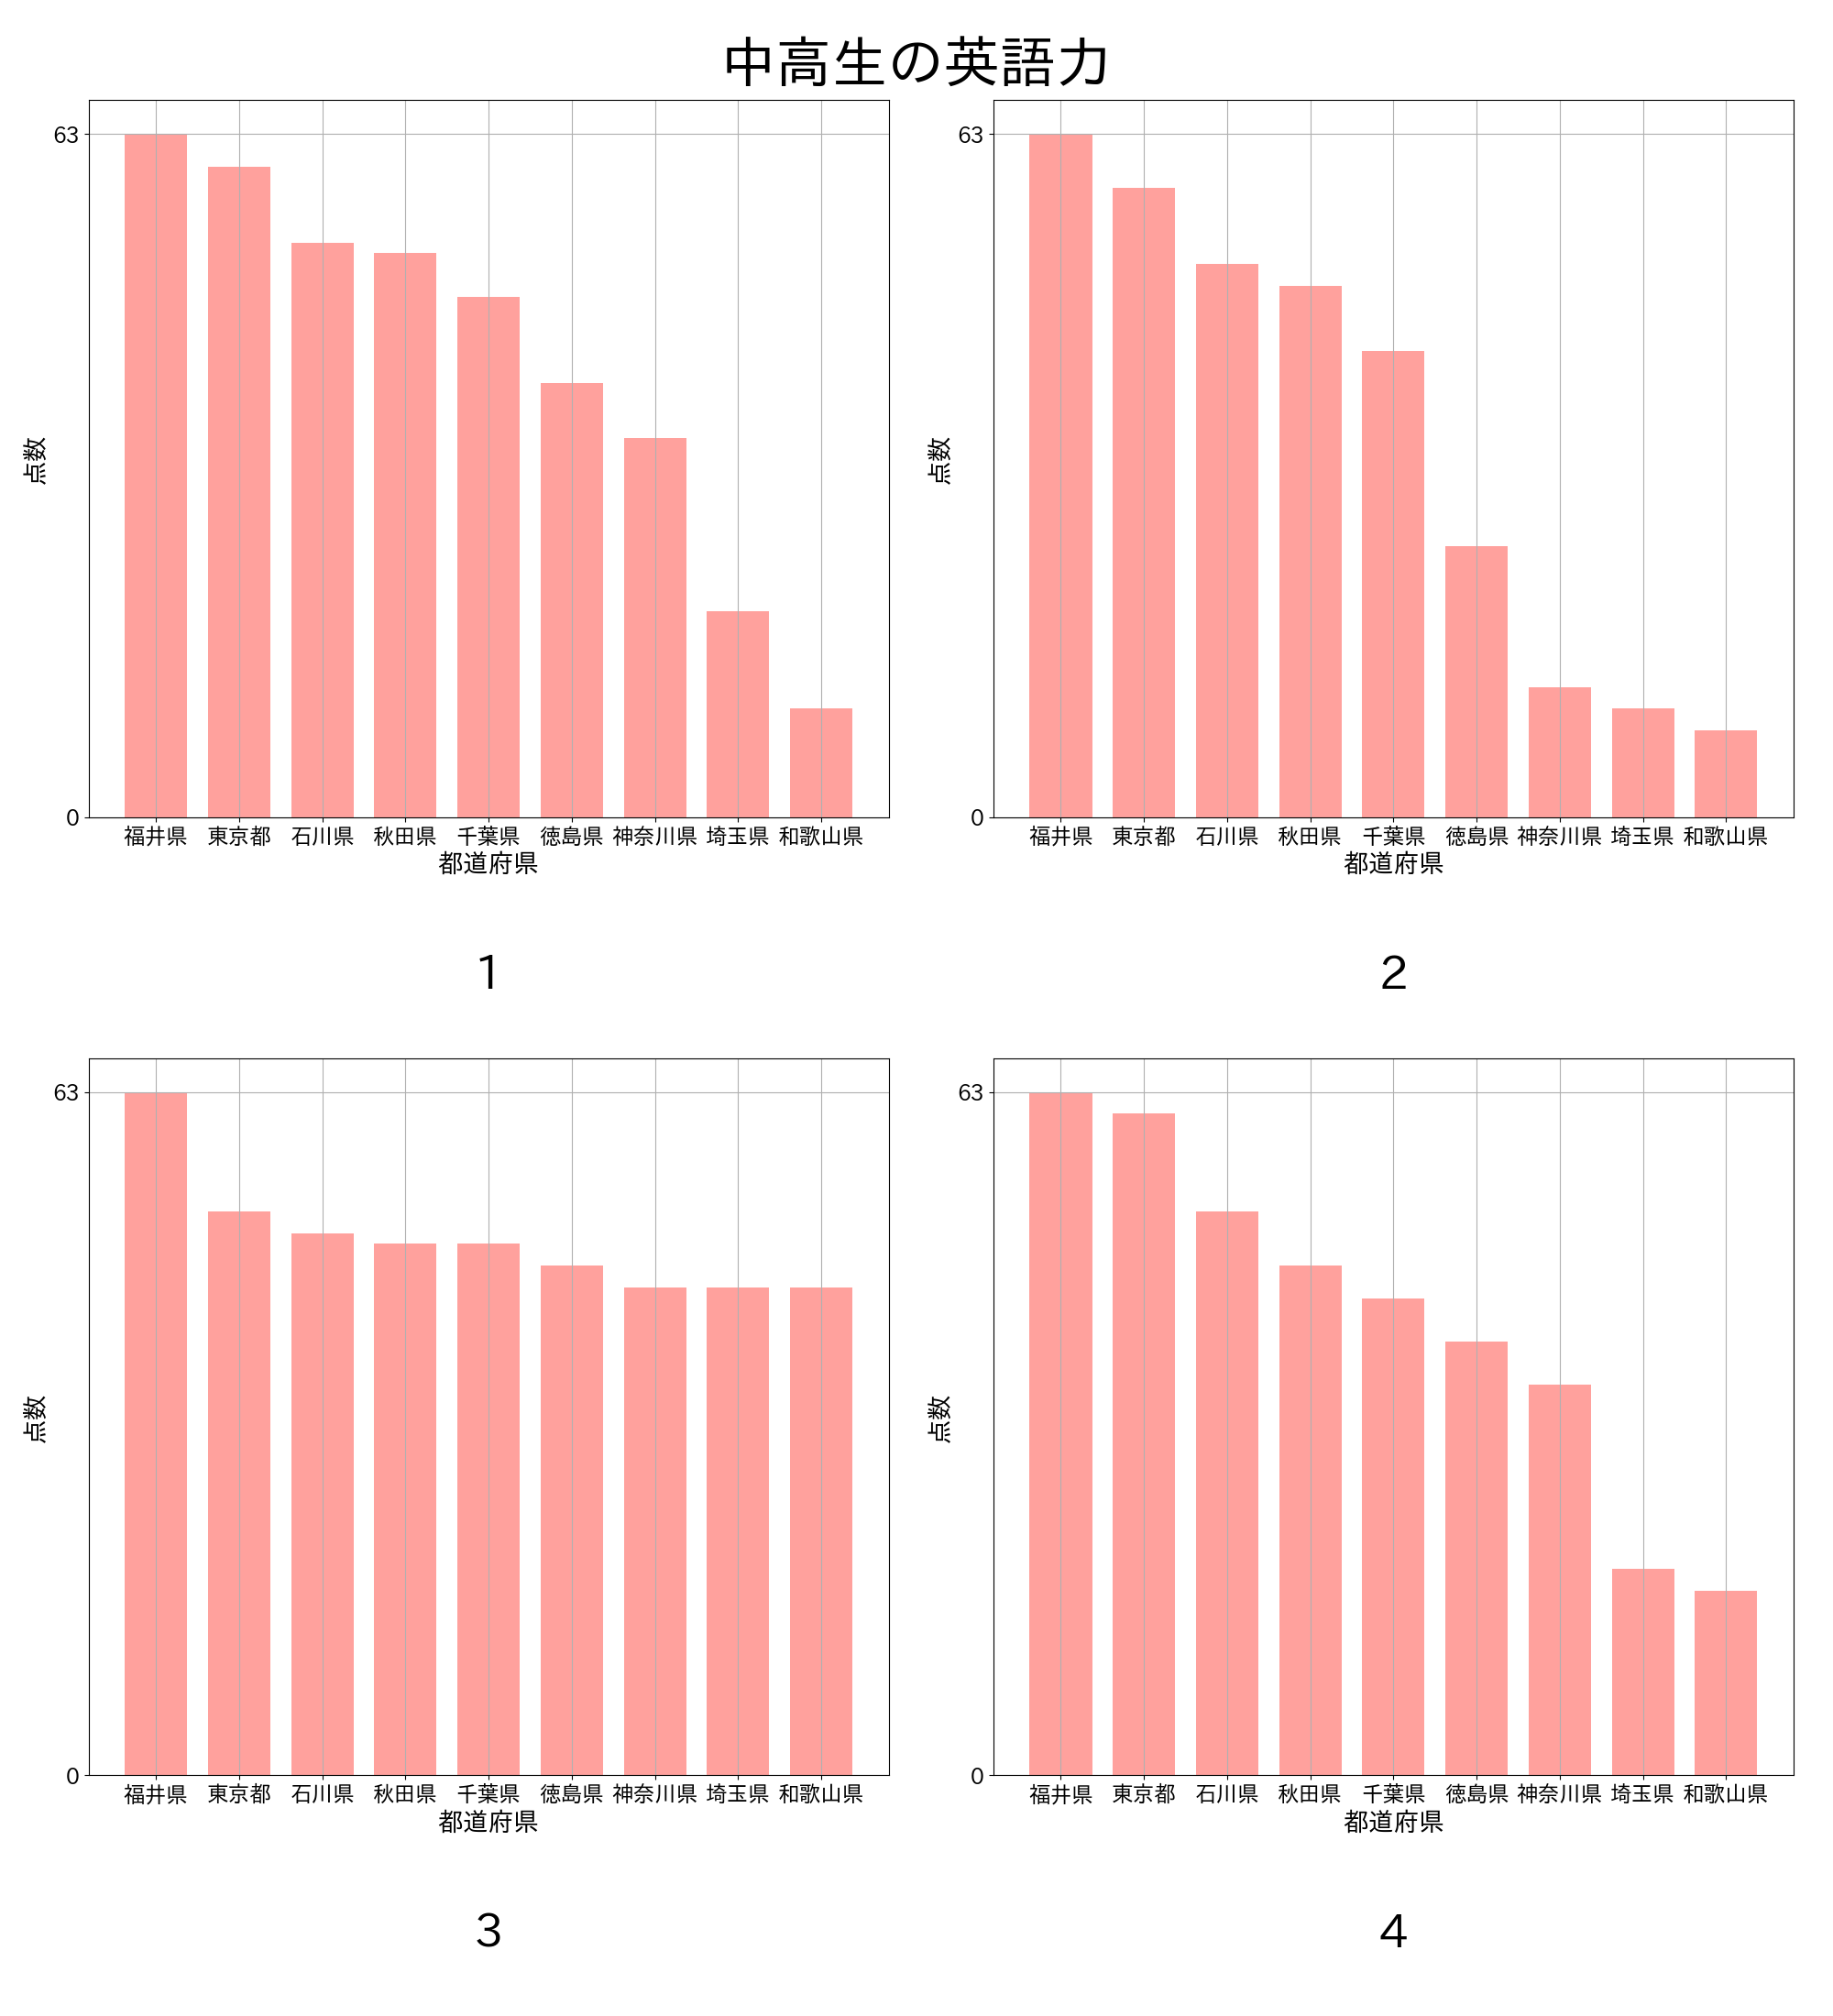 中高生の英語力
63
0
点数
福井県 東京都 石川県 秋田県 千葉県 徳島県 神奈川県 埼玉県 和歌山県
都道府県
1
63
0
点数
福井県 東京都 石川県 秋田県 千葉県 徳島県 神奈川県 埼玉県 和歌山県
都道府県
2
63
0
点数
福井県 東京都 石川県 秋田県 千葉県 徳島県 神奈川県 埼玉県 和歌山県
都道府県
3
63
0
点数
福井県 東京都 石川県 秋田県 千葉県 徳島県 神奈川県 埼玉県 和歌山県
都道府県
4